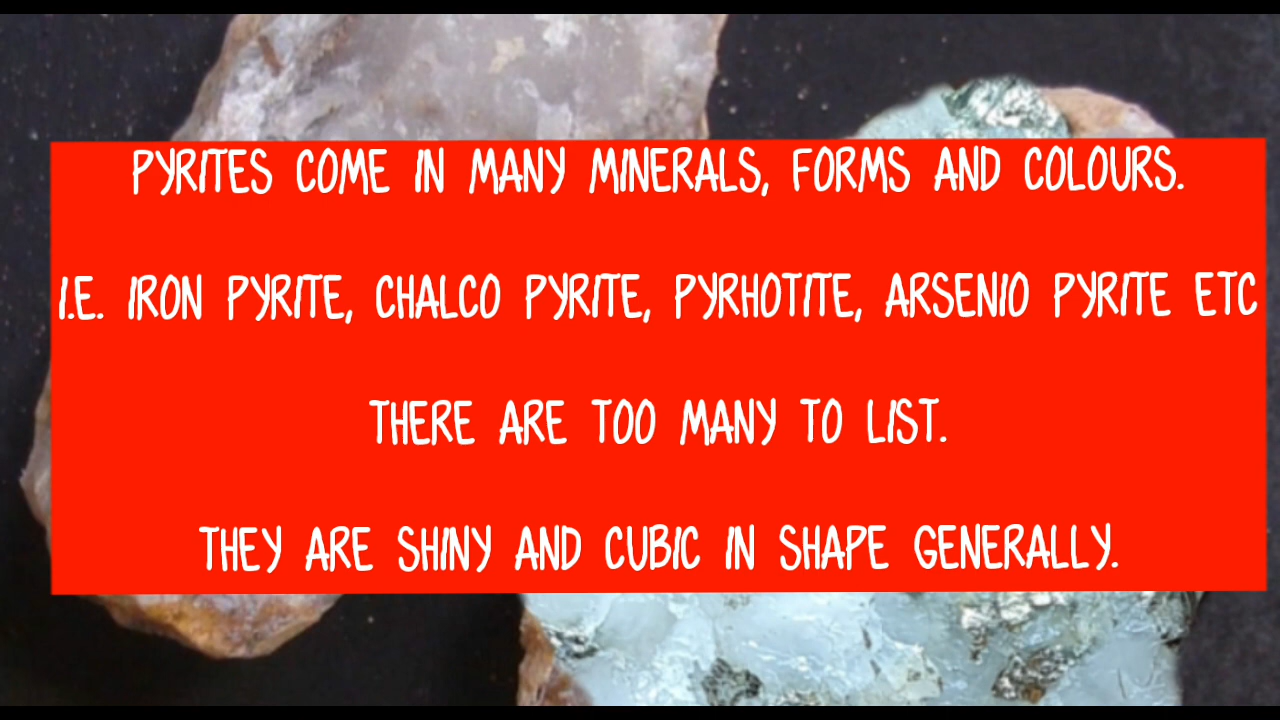 PYRITES COME IN MANY MINERALS, FORMS AND COLOURS.
I.E. IRON PYRITE, CHALCO PYRITE, PYRHOTITE, ARSENIO PYRITE ETC
THERE ARE TOO MANY TO LIST.
THEY ARE SHINY AND CUBIC IN SHAPE GENERALLY.